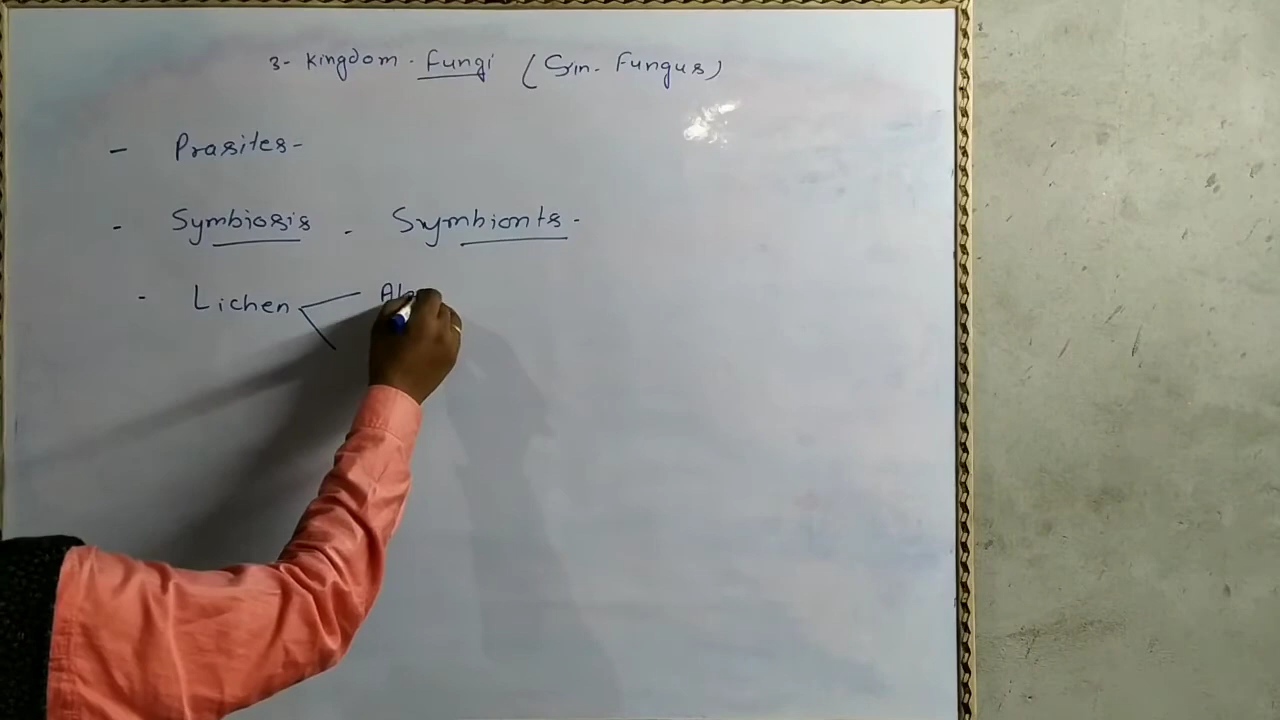 3- Kingdom. Fungi (Sin. Fungus)
- Prasites-
- Symbiosis - Symbionts-
- Lichen